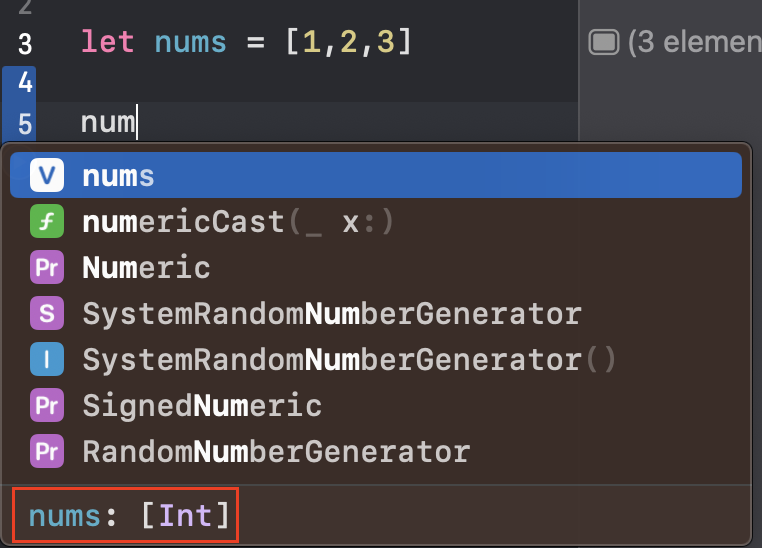 2
3 let nums = [1,2,3]
(3 elemen
4
5 num
V nums
f numericCast(_ x:)
Pr Numeric
S SystemRandomNumberGenerator
I SystemRandomNumberGenerator()
Pr SignedNumeric
Pr RandomNumberGenerator
nums: [Int]